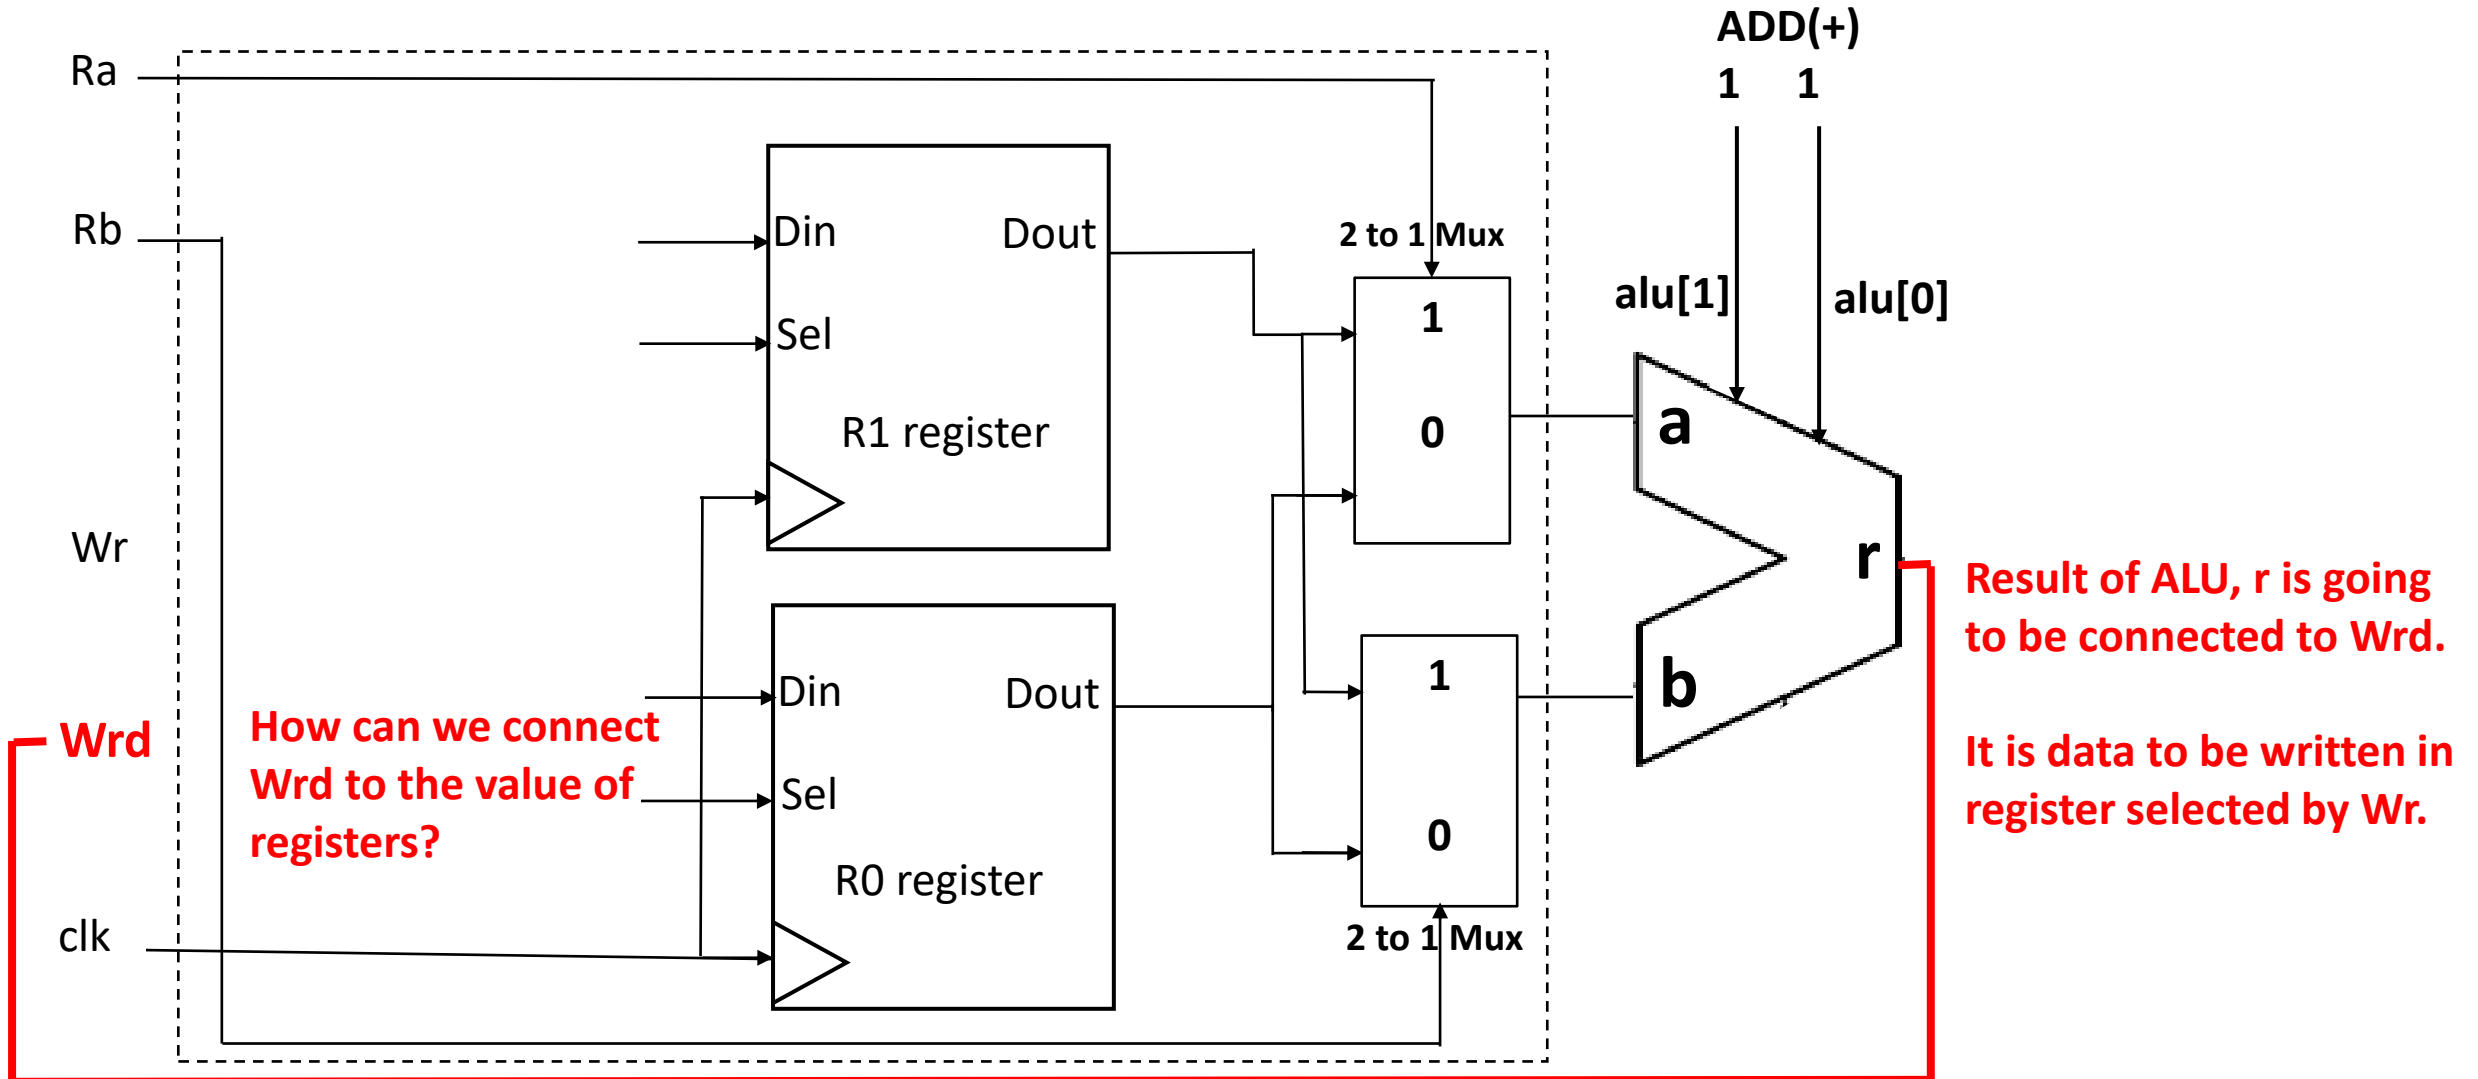 ADD(+)
1 1
Ra
Rb
Din
Dout
2 to 1 Mux
Sel
alu[1]
alu[0]
1
0
R1 register
a
Wr
r
Result of ALU, r is going
to be connected to Wrd.
Din
Dout
1
b
Wrd
How can we connect
Wrd to the value of
registers?
Sel
It is data to be written in
register selected by Wr.
0
R0 register
clk
2 to 1 Mux